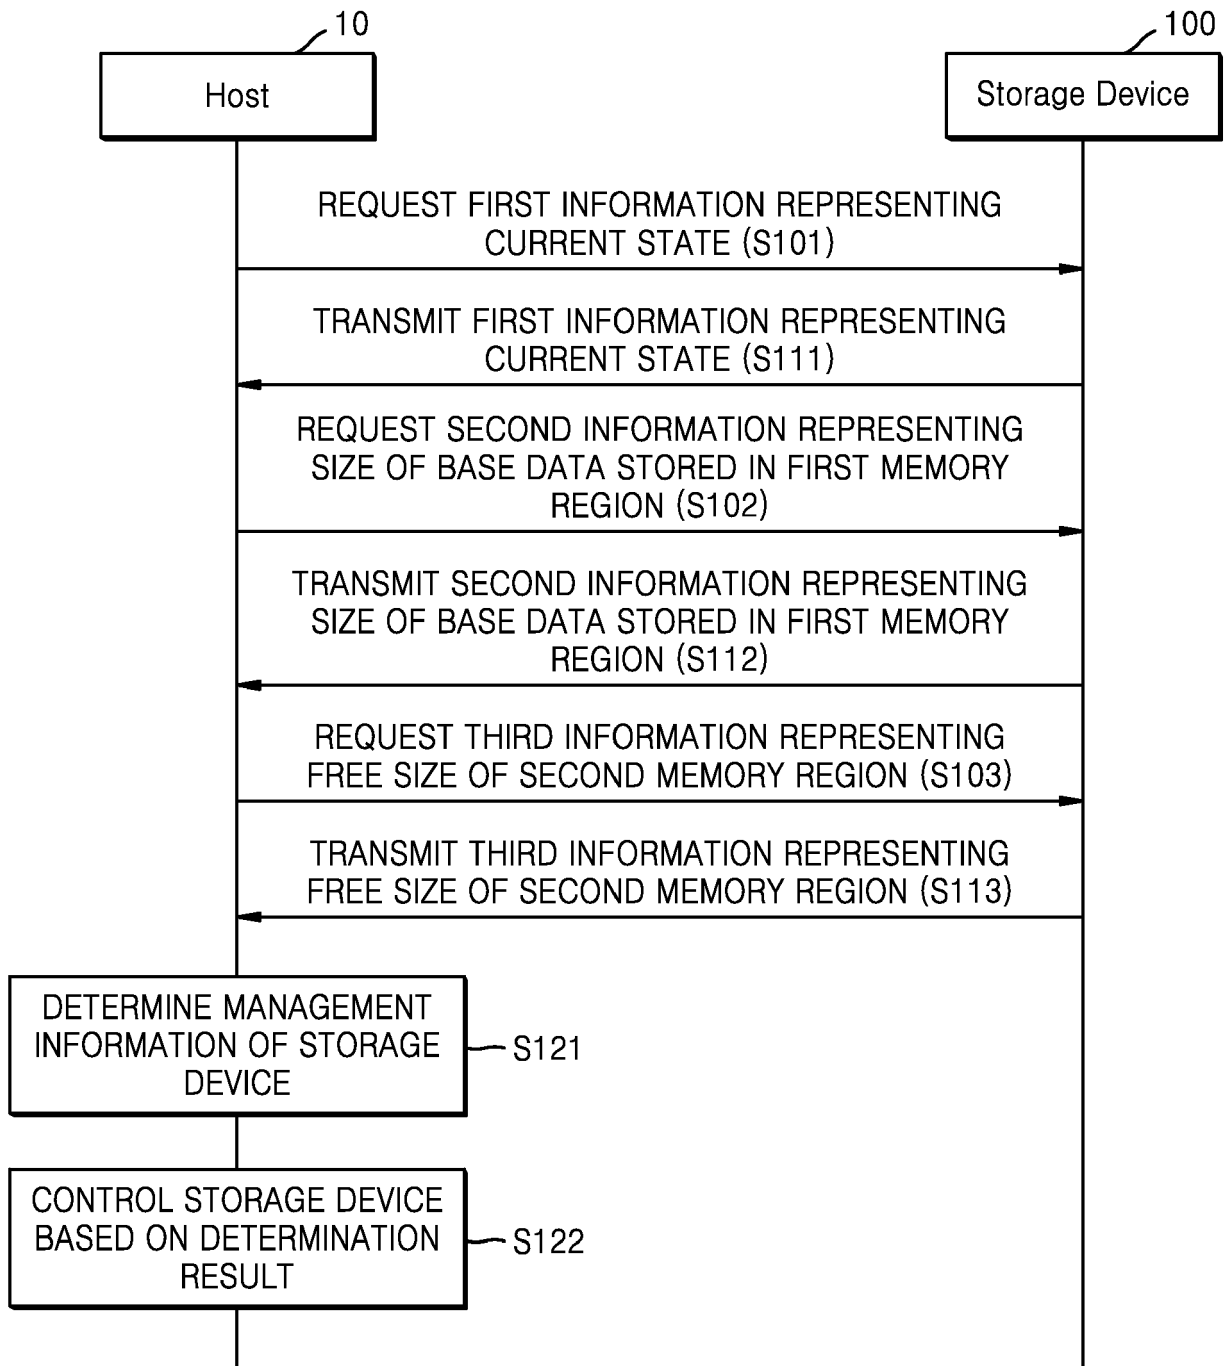 10
100
Host
Storage Device
REQUEST FIRST INFORMATION REPRESENTING
CURRENT STATE (S101)
TRANSMIT FIRST INFORMATION REPRESENTING
CURRENT STATE (S111)
REQUEST SECOND INFORMATION REPRESENTING
SIZE OF BASE DATA STORED IN FIRST MEMORY
REGION (S102)
TRANSMIT SECOND INFORMATION REPRESENTING
SIZE OF BASE DATA STORED IN FIRST MEMORY
REGION (S112)
REQUEST THIRD INFORMATION REPRESENTING
FREE SIZE OF SECOND MEMORY REGION (S103)
TRANSMIT THIRD INFORMATION REPRESENTING
FREE SIZE OF SECOND MEMORY REGION (S113)
DETERMINE MANAGEMENT
INFORMATION OF STORAGE
DEVICE
S121
CONTROL STORAGE DEVICE
BASED ON DETERMINATION
RESULT
S122